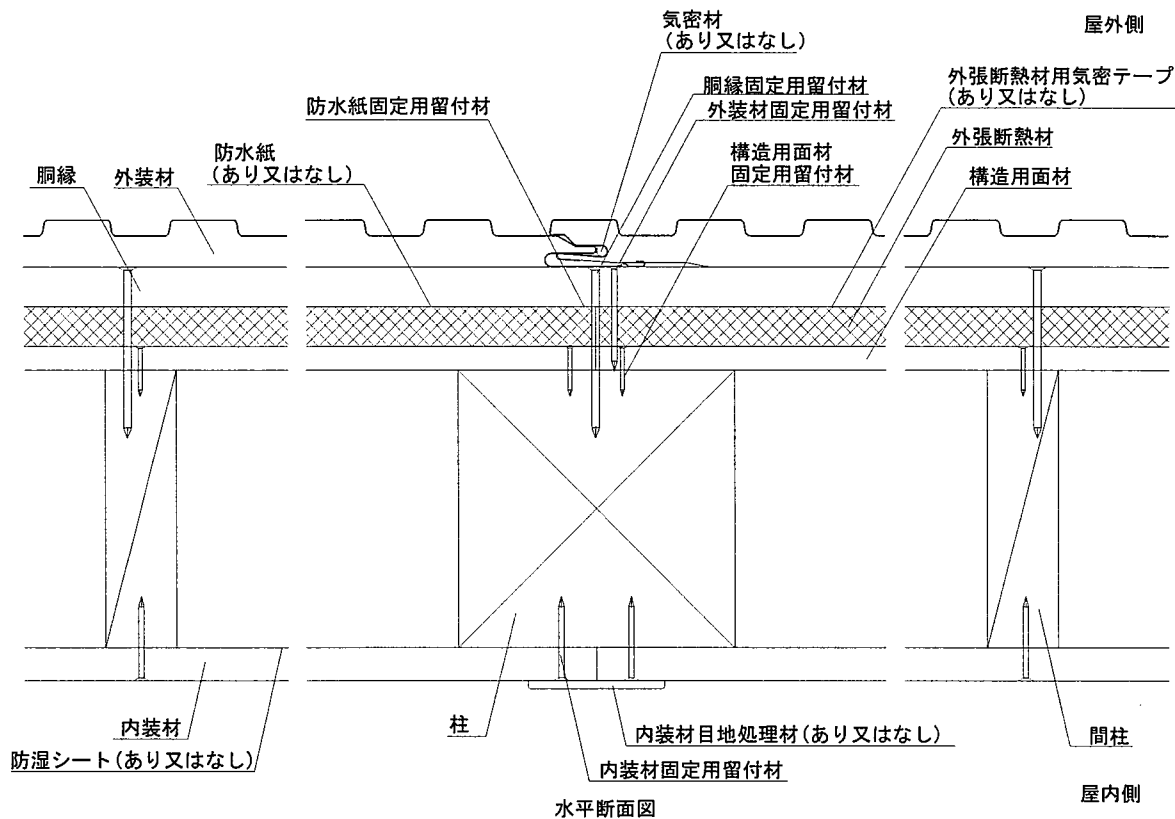 気密材
(あり又はなし)
屋外側
外張断熱材用気密テープ
(あり又はなし)
胴縁固定用留付材
防水紙固定用留付材
外装材固定用留付材
外張断熱材
防水紙
(あり又はなし)
構造用面材
固定用留付材
胴縁
外装材
構造用面材
内装材
防湿シート(あり又はなし)
柱
内装材目地処理材(あり又はなし)
内装材固定用留付材
間柱
屋内側
水平断面図